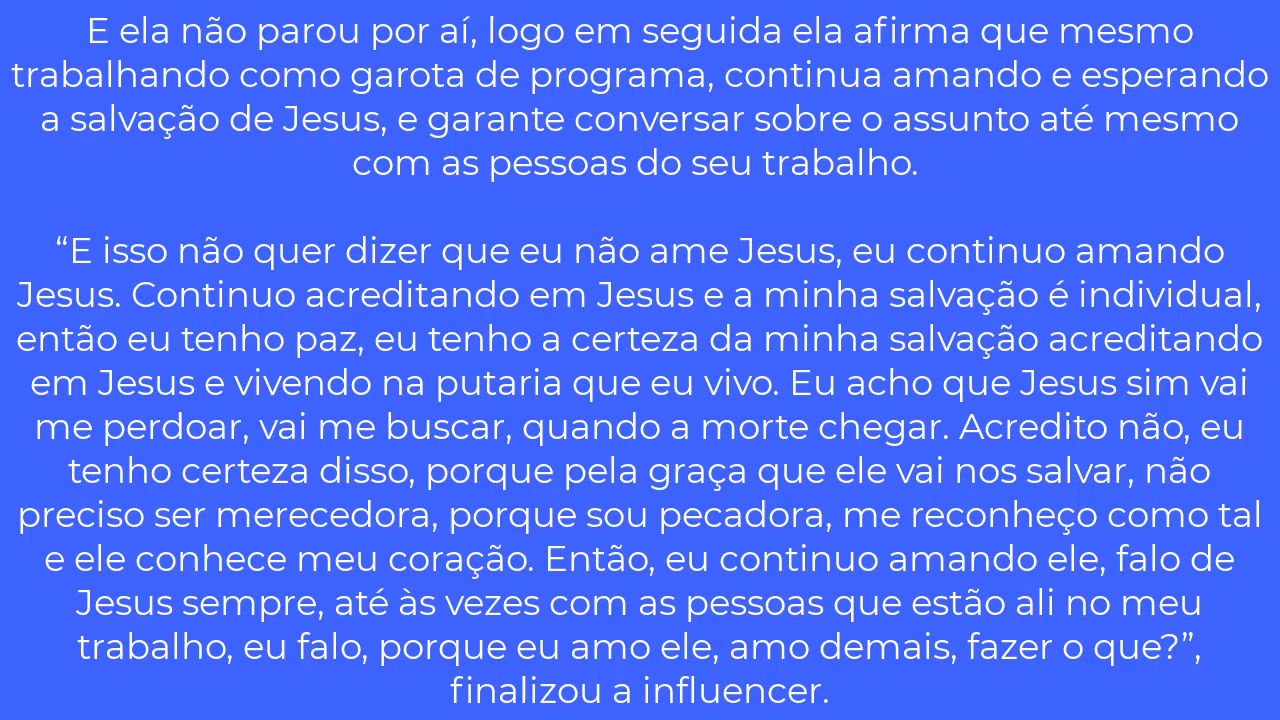 E ela não parou por aí, logo em seguida ela afirma que mesmo
trabalhando como garota de programa, continua amando e esperando
a salvação de Jesus, e garante conversar sobre o assunto até mesmo
com as pessoas do seu trabalho.
“E isso não quer dizer que eu não ame Jesus, eu continuo amando
Jesus. Continuo acreditando em Jesus e a minha salvação é individual,
então eu tenho paz, eu tenho a certeza da minha salvação acreditando
em Jesus e vivendo na putaria que eu vivo. Eu acho que Jesus sim vai
me perdoar, vai me buscar, quando a morte chegar. Acredito não, eu
tenho certeza disso, porque pela graça que ele vai nos salvar, não
preciso ser merecedora, porque sou pecadora, me reconheço como tal
e ele conhece meu coração. Então, eu continuo amando ele, falo de
Jesus sempre, até às vezes com as pessoas que estão ali no meu
trabalho, eu falo, porque eu amo ele, amo demais, fazer o que?”,
finalizou a influencer.